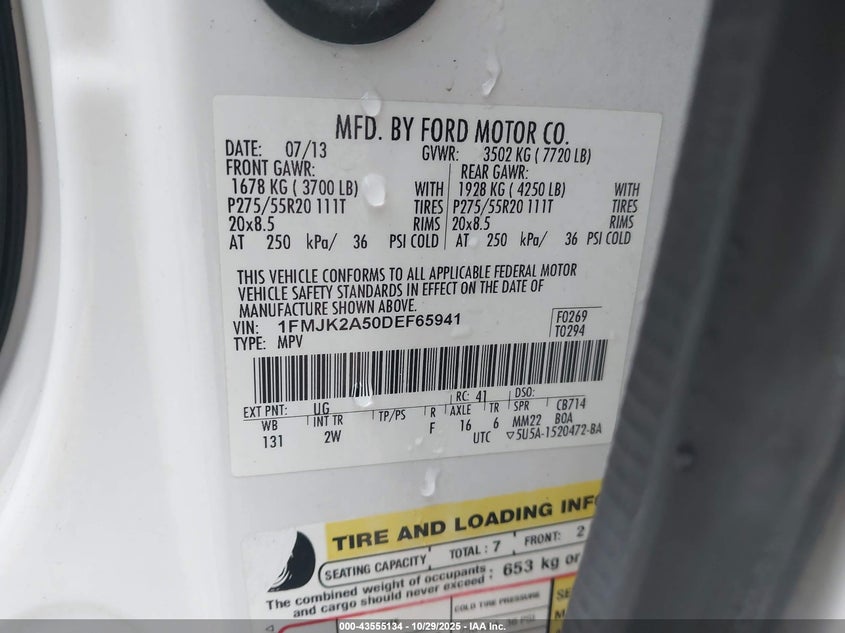 MFD. BY FORD MOTOR CO.
DATE: 07/13 GVWR: 3502 KG ( 7720 LB)
FRONT GAWR: REAR GAWR:
1678 KG ( 3700 LB) WITH 1928 KG ( 4250 LB) WITH
P275/55R20 111T TIRES P275/55R20 111T TIRES
20x8.5 RIMS 20x8.5 RIMS
AT 250 kPa/ 36 PSI COLD AT 250 kPa/ 36 PSI COLD
THIS VEHICLE CONFORMS TO ALL APPLICABLE FEDERAL MOTOR
VEHICLE SAFETY STANDARDS IN EFFECT ON THE DATE OF
MANUFACTURE SHOWN ABOVE.
VIN: 1FMJK2A50DEF65941 F0269
TYPE: MPV T0294
EXT PNT: UG RC: 41 DSO:
WB INT TR TP/PS R AXLE TR SPR CB714
131 2W F 16 6 MM22 BOA
UTC ▽5U5A-1520472-BA
TIRE AND LOADING INFO
SEATING CAPACITY TOTAL : 7 FRONT: 2
The combined weight of occupants : 653 kg or
and cargo should never exceed
COLD TIRE PRESSURE
000-43555134 - 10/29/2025 - IAA, Inc.